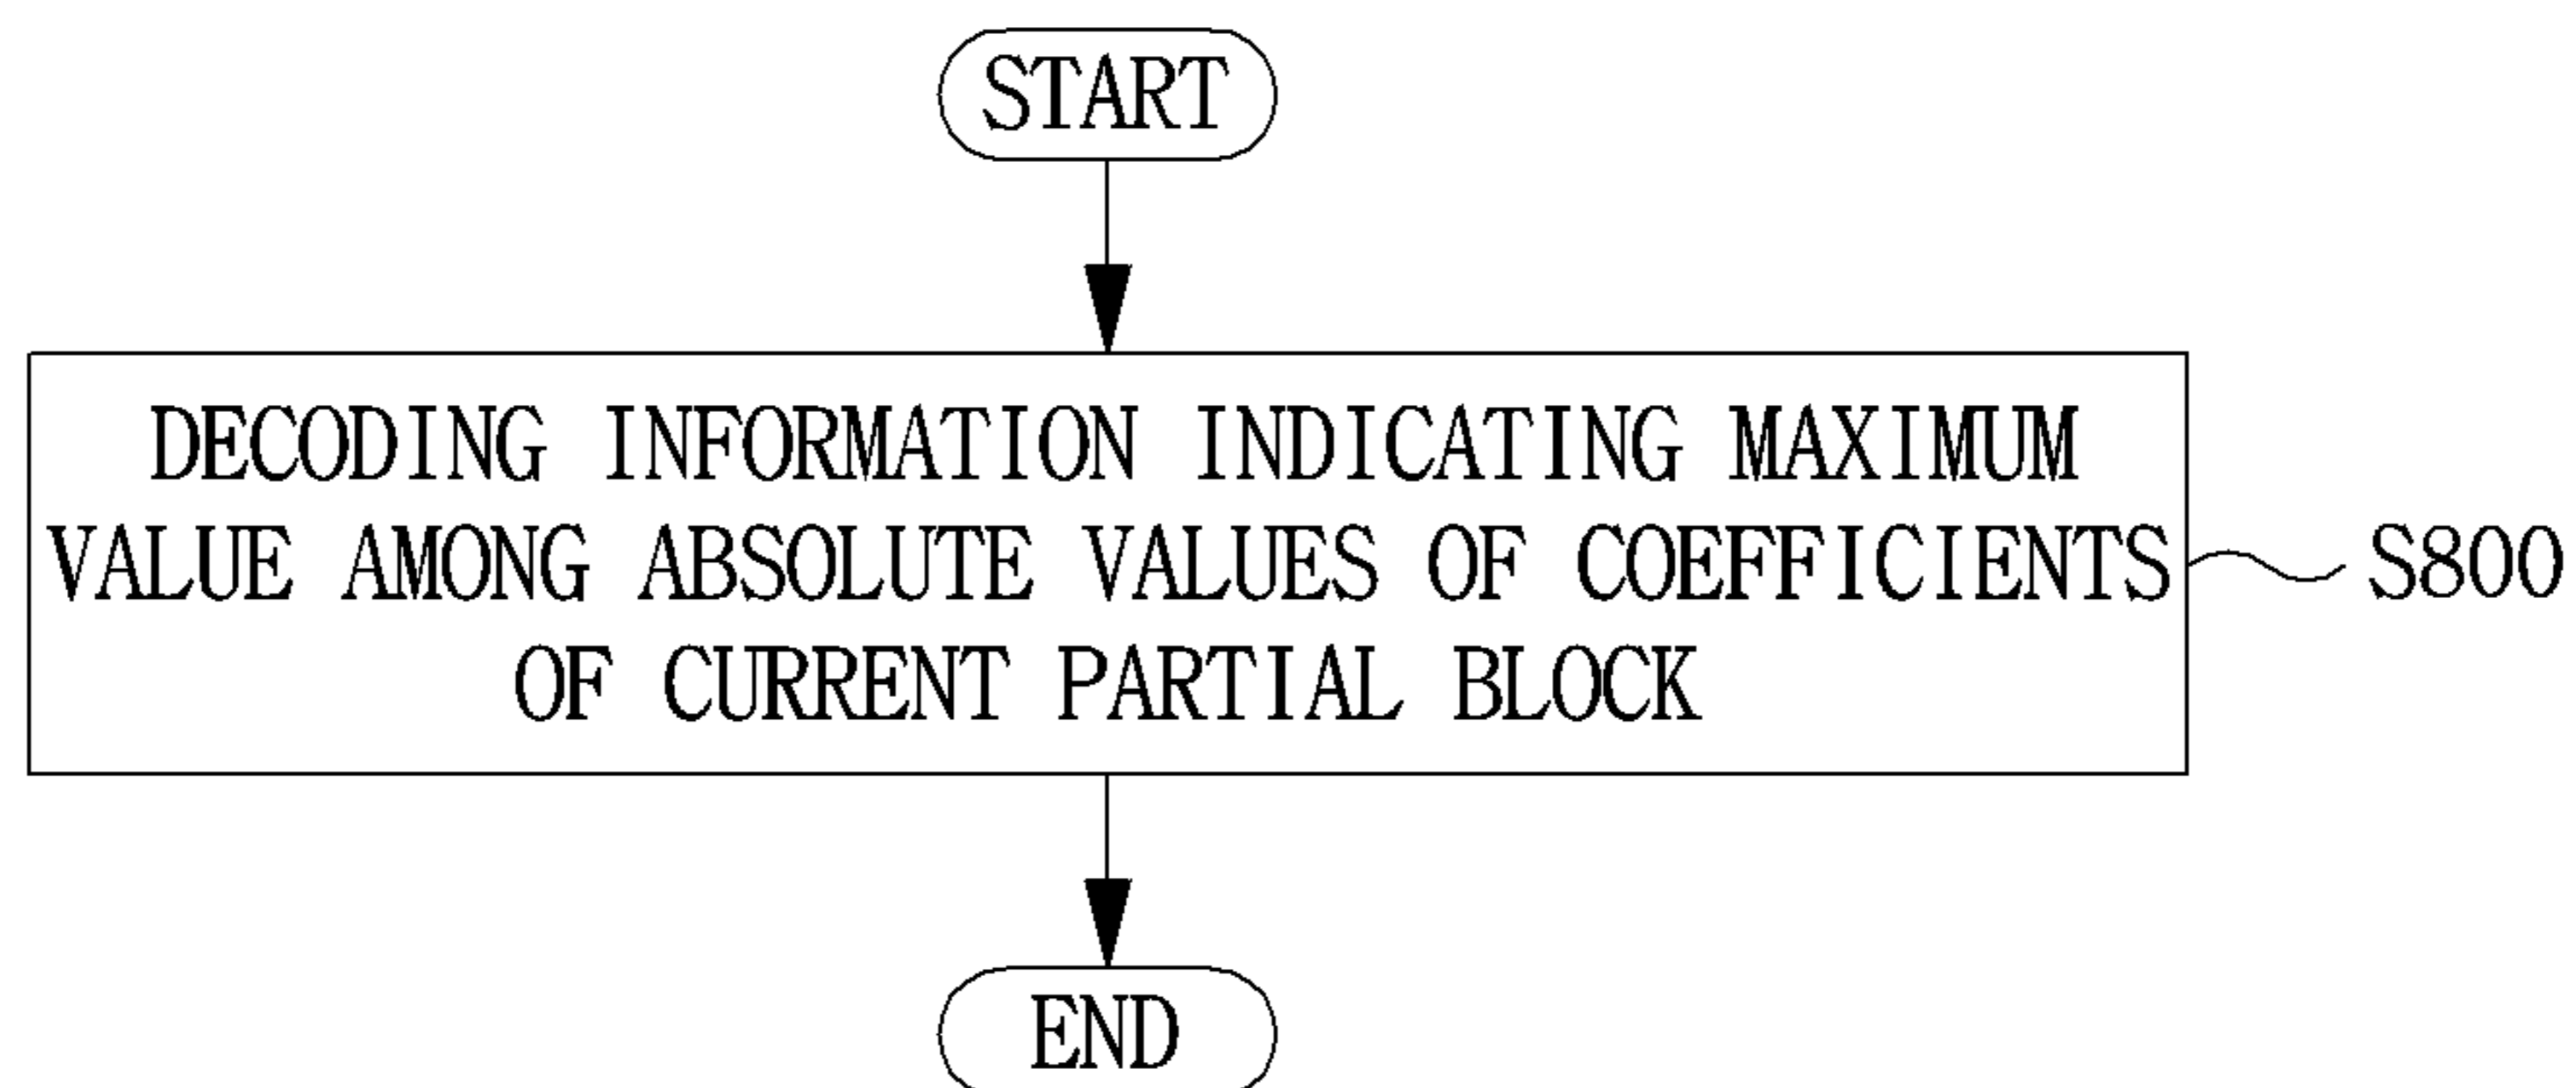 START
DECODING INFORMATION INDICATING MAXIMUM
VALUE AMONG ABSOLUTE VALUES OF COEFFICIENTS
OF CURRENT PARTIAL BLOCK
S800
END